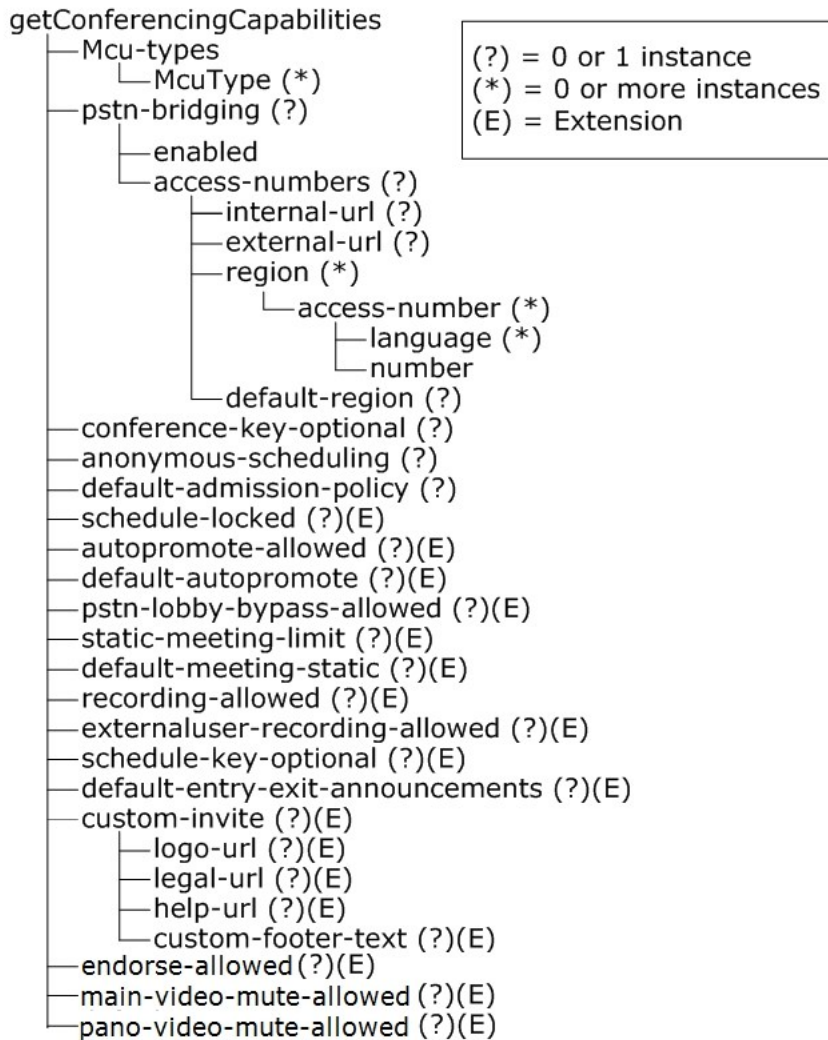 getConferencingCapabilities
Mcu-types
McuType (*)
pstn-bridging (?)
enabled
access-numbers (?)
internal-url (?)
external-url (?)
region (*)
access-number (*)
language (*)
number
default-region (?)
conference-key-optional (?)
anonymous-scheduling (?)
default-admission-policy (?)
schedule-locked (?)(E)
autopromote-allowed (?)(E)
default-autopromote (?)(E)
pstn-lobby-bypass-allowed (?)(E)
static-meeting-limit (?)(E)
default-meeting-static (?)(E)
recording-allowed (?)(E)
externaluser-recording-allowed (?)(E)
schedule-key-optional (?)(E)
default-entry-exit-announcements (?)(E)
custom-invite (?)(E)
logo-url (?)(E)
legal-url (?)(E)
help-url (?)(E)
custom-footer-text (?)(E)
endorse-allowed(?)(E)
main-video-mute-allowed (?)(E)
pano-video-mute-allowed (?)(E)
(?) = 0 or 1 instance
(*) = 0 or more instances
(E) = Extension